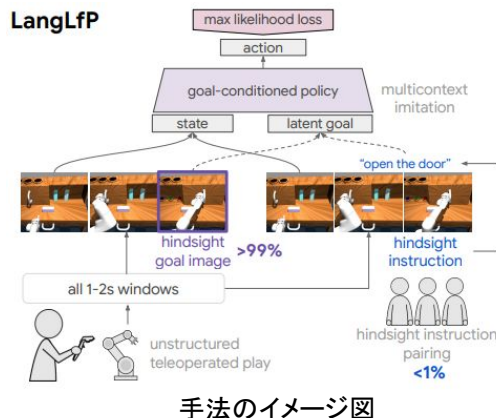 LangLfP
max likelihood loss
action
goal-conditioned policy
multicontext
imitation
state
latent goal
"open the door"
hindsight
goal image
>99%
hindsight
instruction
all 1-2s windows
unstructured
teleoperated play
hindsight instruction
pairing
<1%
手法のイメージ図